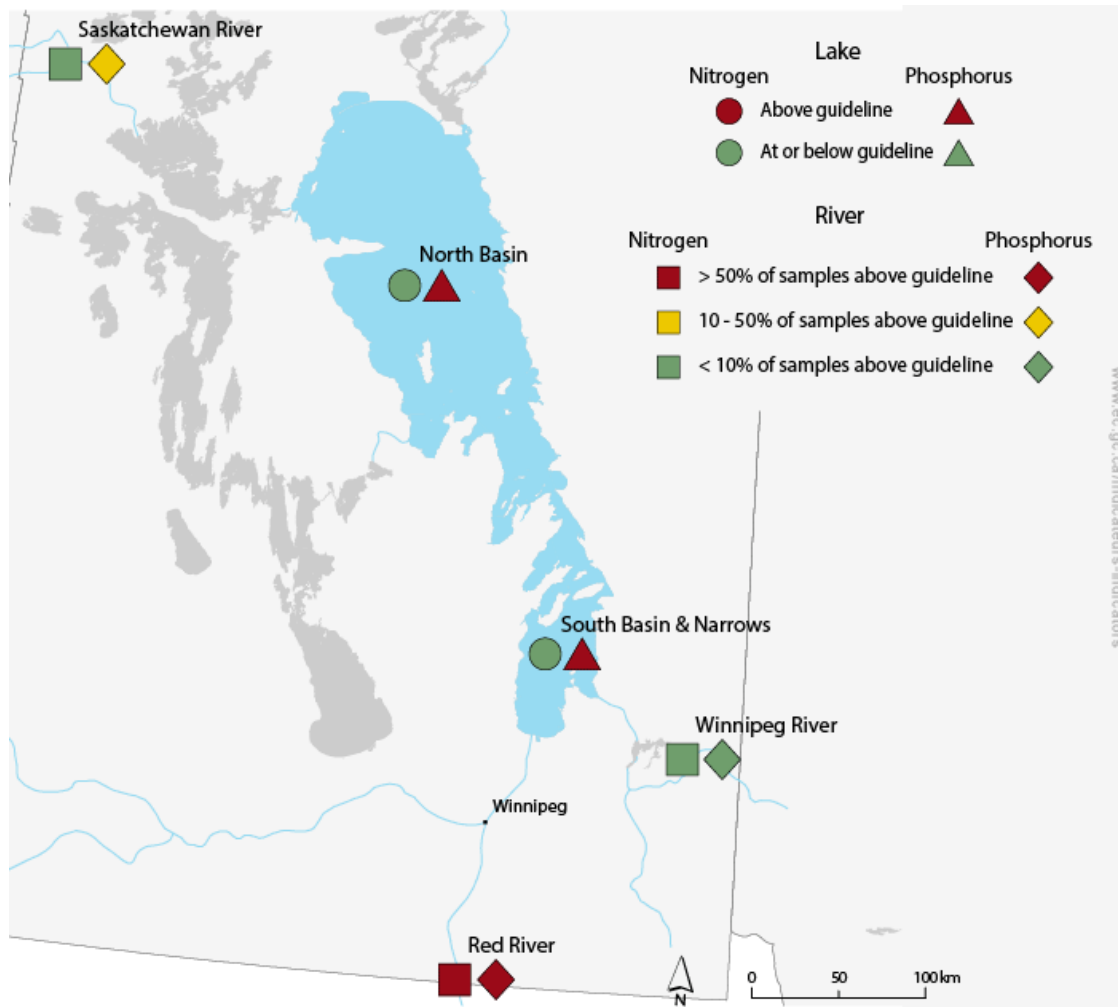 Saskatchewan River
Lake
Nitrogen Phosphorus
Above guideline
At or below guideline
River
Nitrogen Phosphorus
> 50% of samples above guideline
10 - 50% of samples above guideline
< 10% of samples above guideline
North Basin
South Basin & Narrows
Winnipeg River
Winnipeg
Red River
N
0 50 100 km
www.ec.gc.ca/indicateurs-indicators